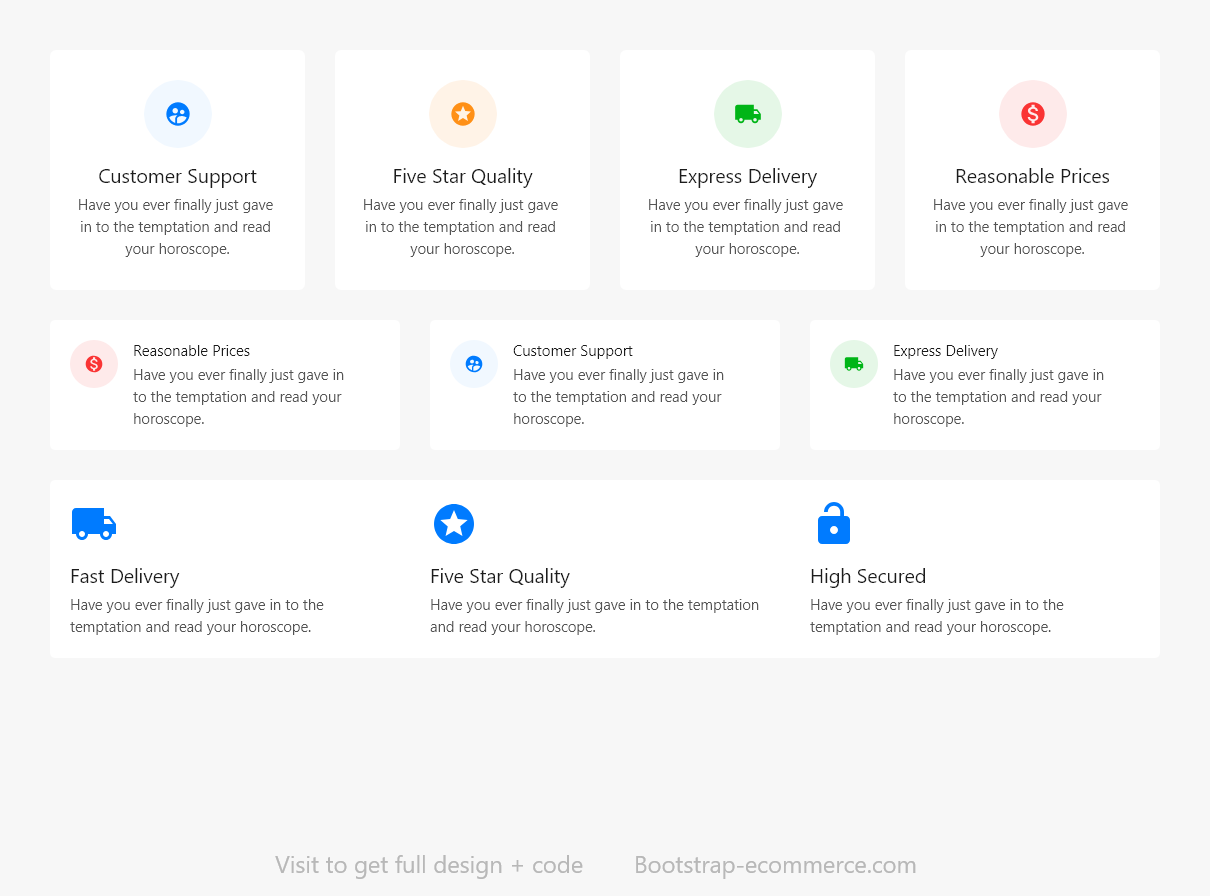 Customer Support
Have you ever finally just gave
in to the temptation and read
your horoscope.
Five Star Quality
Have you ever finally just gave
in to the temptation and read
your horoscope.
Express Delivery
Have you ever finally just gave
in to the temptation and read
your horoscope.
Reasonable Prices
Have you ever finally just gave
in to the temptation and read
your horoscope.
Reasonable Prices
Have you ever finally just gave in
to the temptation and read your
horoscope.
Customer Support
Have you ever finally just gave in
to the temptation and read your
horoscope.
Express Delivery
Have you ever finally just gave in
to the temptation and read your
horoscope.
Fast Delivery
Have you ever finally just gave in to the
temptation and read your horoscope.
Five Star Quality
Have you ever finally just gave in to the temptation
and read your horoscope.
High Secured
Have you ever finally just gave in to the
temptation and read your horoscope.
Visit to get full design + code
Bootstrap-ecommerce.com